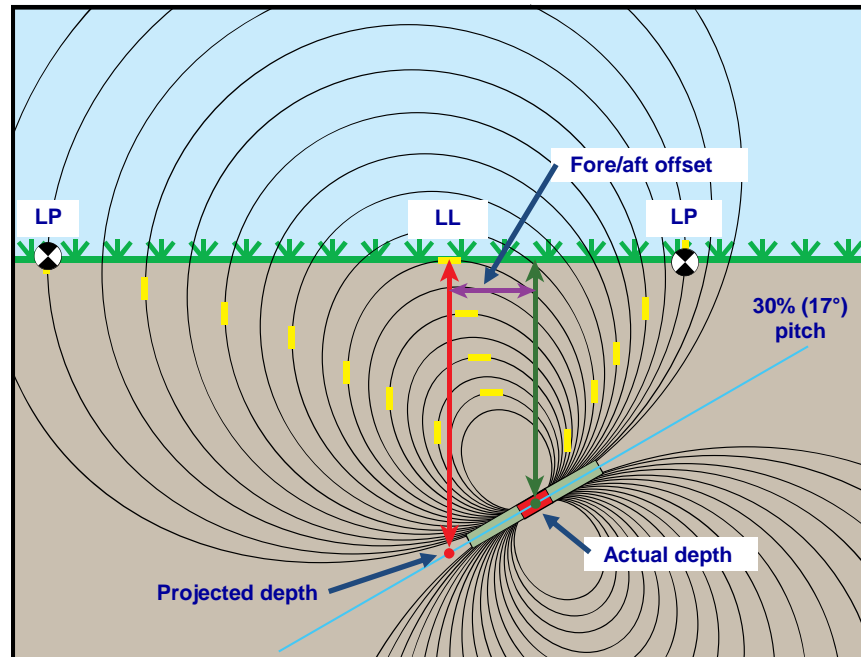 Fore/aft offset
LP
LL
LP
30% (17°)
pitch
Actual depth
Projected depth